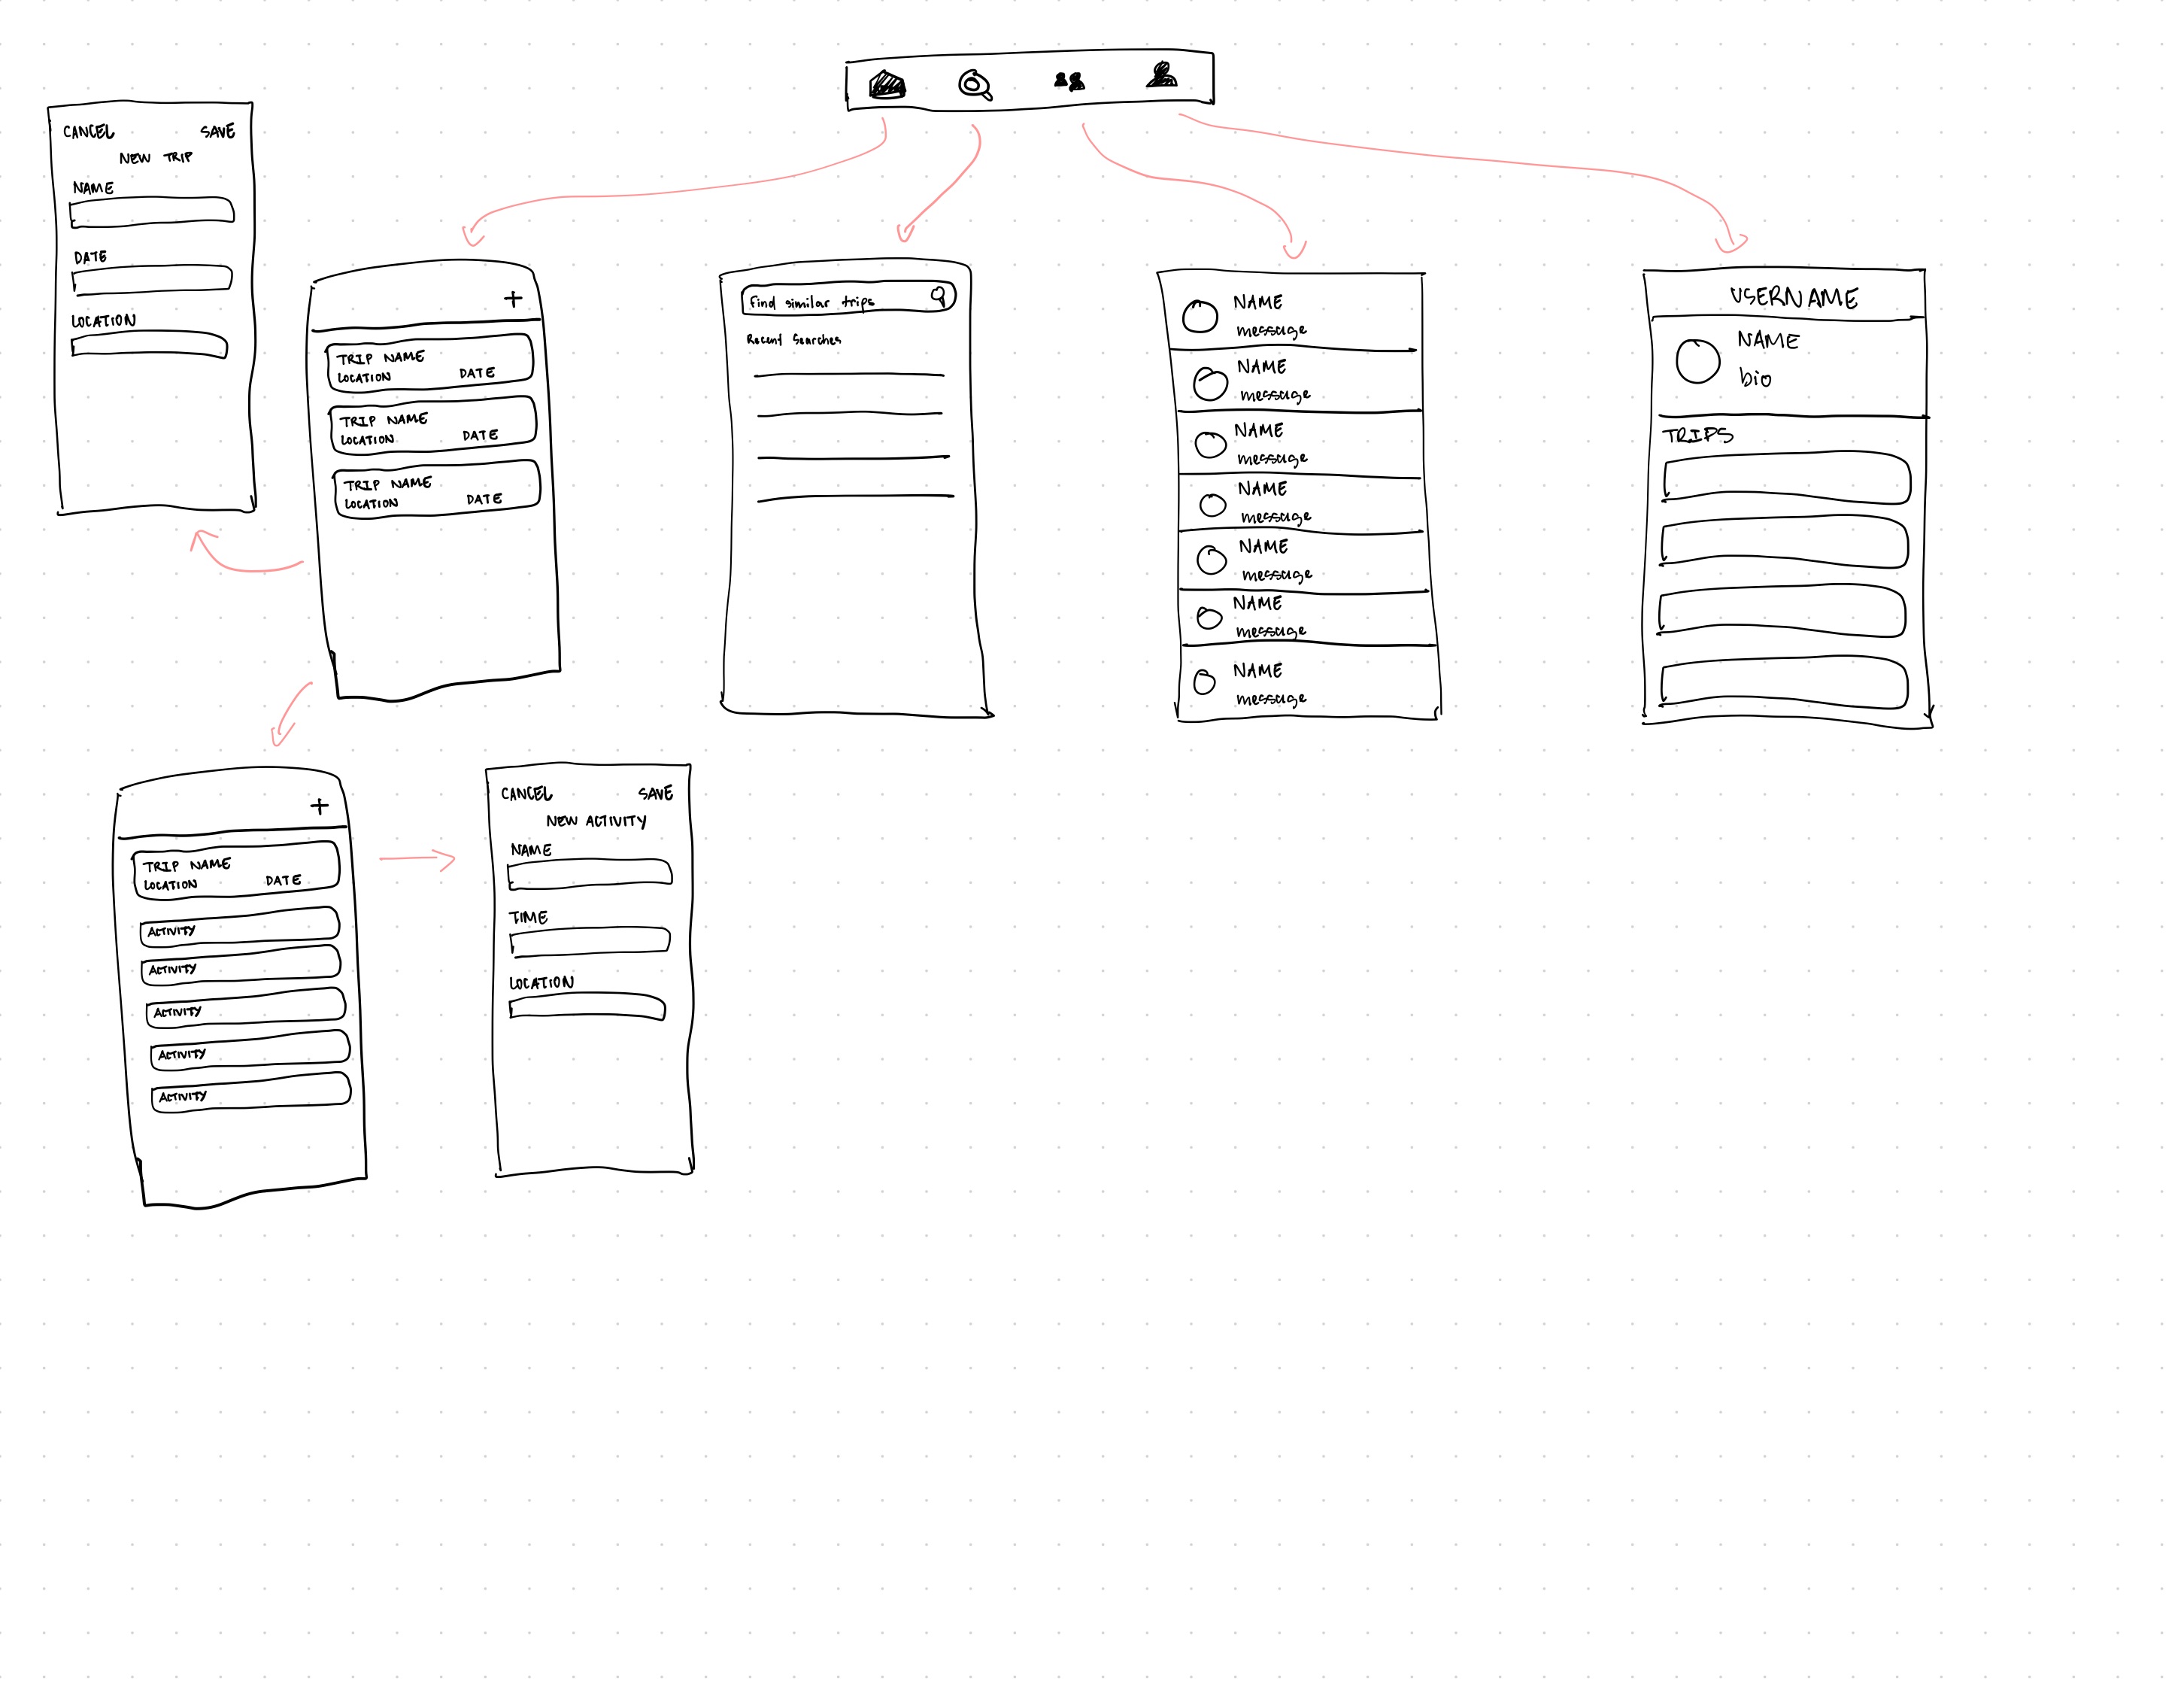 CANCEL SAVE
NEW TRIP
NAME
DATE
LOCATION
+
TRIP NAME
LOCATION DATE
TRIP NAME
LOCATION DATE
TRIP NAME
LOCATION DATE
Find similar trips
Recent Searches
NAME
message
NAME
message
NAME
message
NAME
message
NAME
message
NAME
message
NAME
message
USERNAME
NAME
bio
TRIPS
+
TRIP NAME
LOCATION DATE
ACTIVITY
ACTIVITY
ACTIVITY
ACTIVITY
ACTIVITY
CANCEL SAVE
NEW ACTIVITY
NAME
TIME
LOCATION